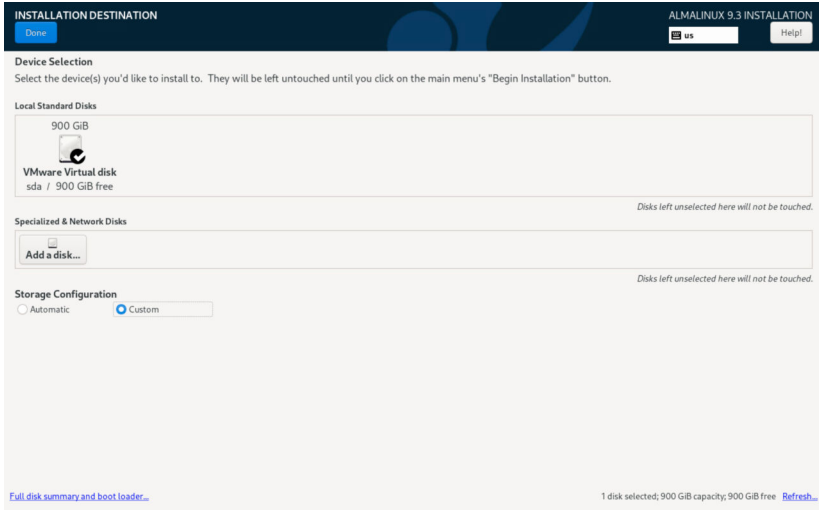 INSTALLATION DESTINATION
ALMALINUX 9.3 INSTALLATION
Done
us
Help!
Device Selection
Select the device(s) you'd like to install to. They will be left untouched until you click on the main menu's "Begin Installation" button.
Local Standard Disks
900 GiB
VMware Virtual disk
sda / 900 GiB free
Disks left unselected here will not be touched.
Specialized & Network Disks
Add a disk...
Disks left unselected here will not be touched.
Storage Configuration
Automatic Custom
Full disk summary and boot loader...
1 disk selected; 900 GiB capacity; 900 GiB free Refresh...